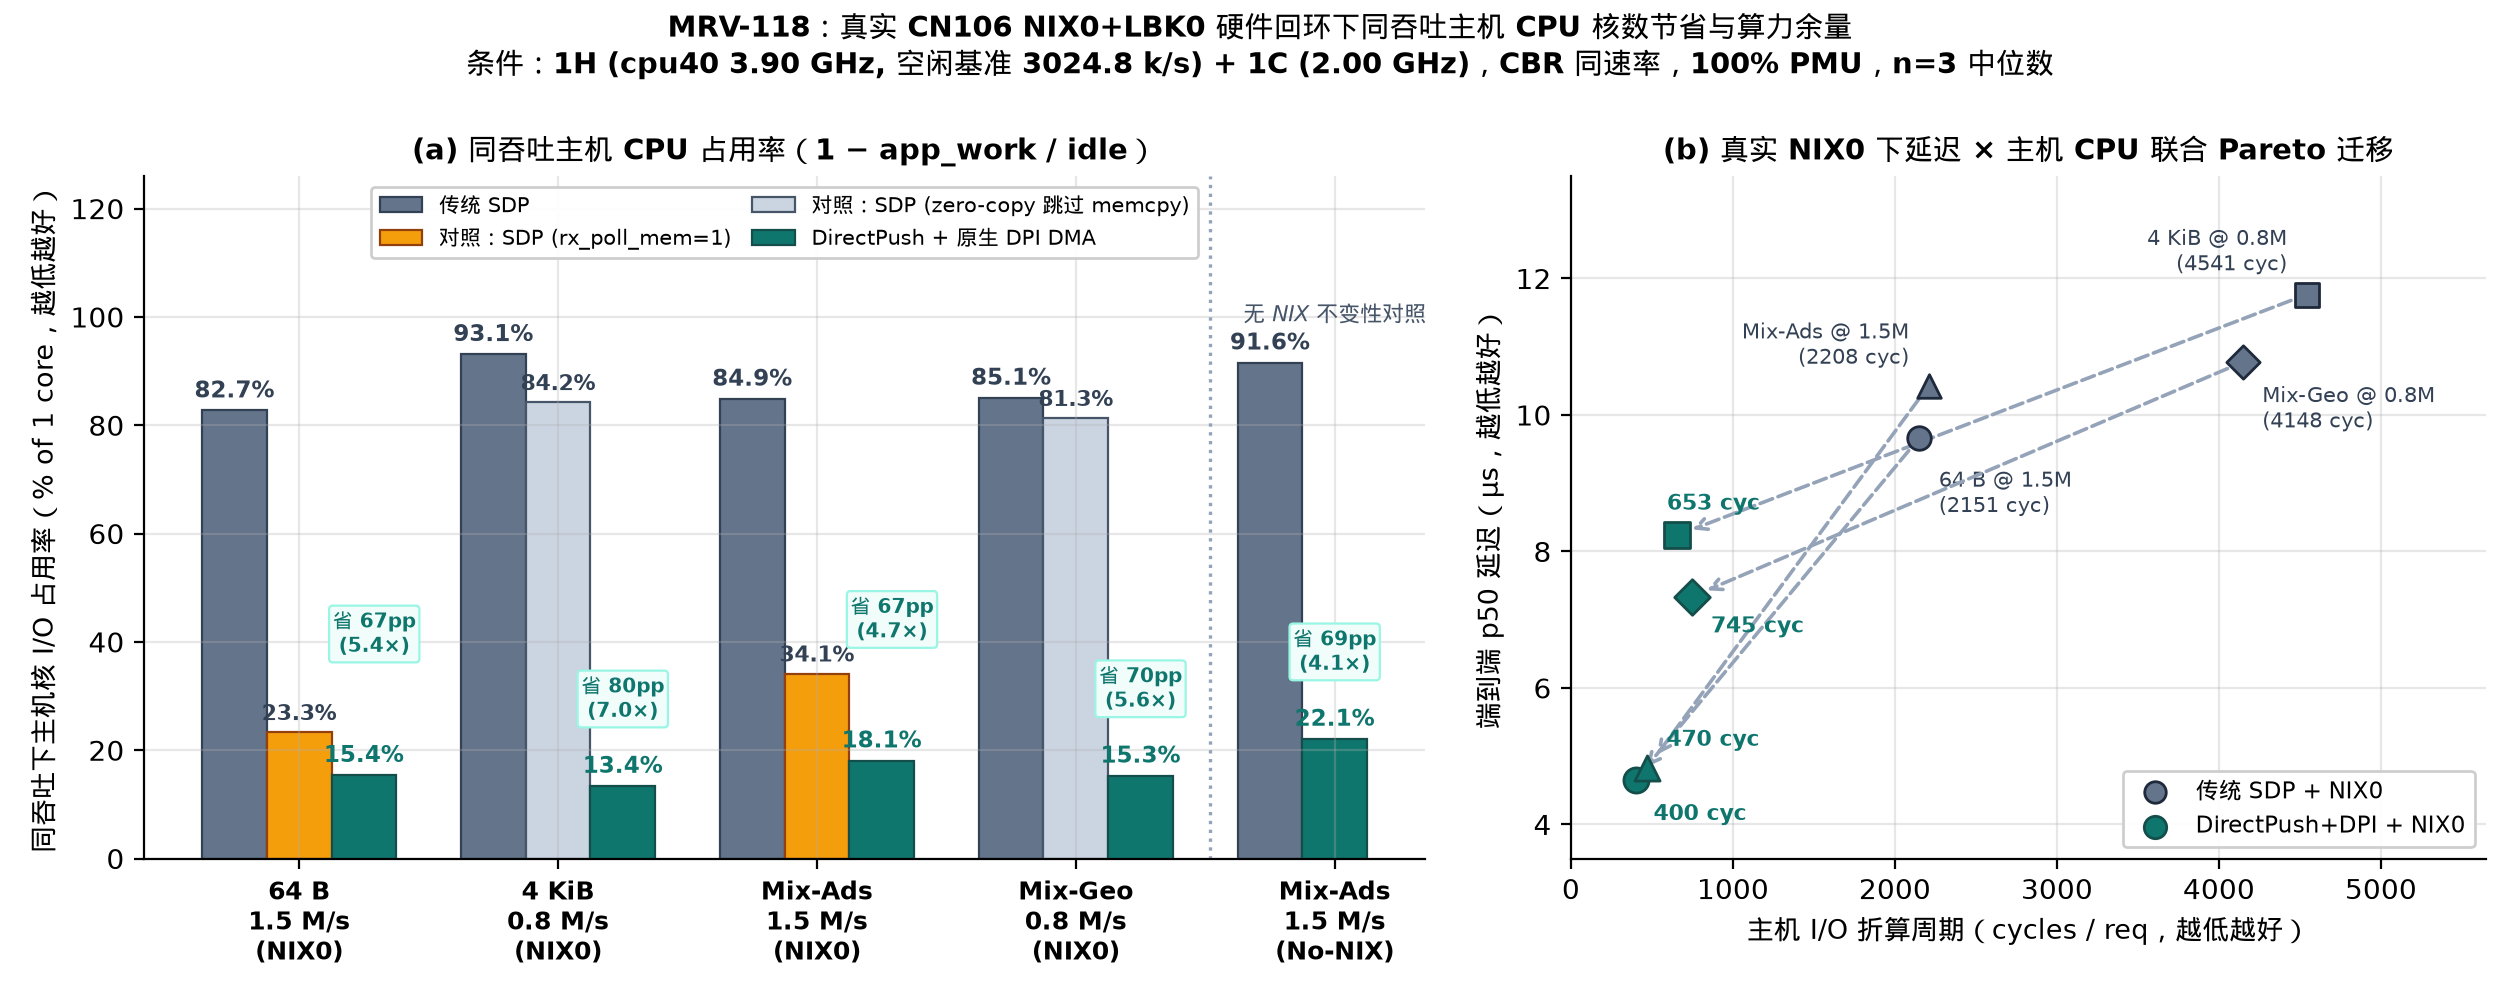 MRV-118：真实 CN106 NIX0+LBK0 硬件回环下同吞吐主机 CPU 核数节省与算力余量
条件：1H (cpu40 3.90 GHz, 空闲基准 3024.8 k/s) + 1C (2.00 GHz)，CBR 同速率，100% PMU，n=3 中位数
(a) 同吞吐主机 CPU 占用率（1 − app_work / idle）
同吞吐下主机核 I/O 占用率（% of 1 core，越低越好）
120
100
80
60
40
20
0
传统 SDP
对照：SDP (rx_poll_mem=1)
对照：SDP (zero-copy 跳过 memcpy)
DirectPush + 原生 DPI DMA
无 NIX 不变性对照
82.7%
23.3%
15.4%
省 67pp
(5.4×)
93.1%
84.2%
13.4%
省 80pp
(7.0×)
84.9%
34.1%
18.1%
省 67pp
(4.7×)
85.1%
81.3%
15.3%
省 70pp
(5.6×)
91.6%
22.1%
省 69pp
(4.1×)
64 B
1.5 M/s
(NIX0)
4 KiB
0.8 M/s
(NIX0)
Mix-Ads
1.5 M/s
(NIX0)
Mix-Geo
0.8 M/s
(NIX0)
Mix-Ads
1.5 M/s
(No-NIX)
(b) 真实 NIX0 下延迟 × 主机 CPU 联合 Pareto 迁移
端到端 p50 延迟（μs，越低越好）
12
10
8
6
4
4 KiB @ 0.8M
(4541 cyc)
Mix-Ads @ 1.5M
(2208 cyc)
Mix-Geo @ 0.8M
(4148 cyc)
64 B @ 1.5M
(2151 cyc)
653 cyc
745 cyc
470 cyc
400 cyc
传统 SDP + NIX0
DirectPush+DPI + NIX0
0
1000
2000
3000
4000
5000
主机 I/O 折算周期（cycles / req，越低越好）